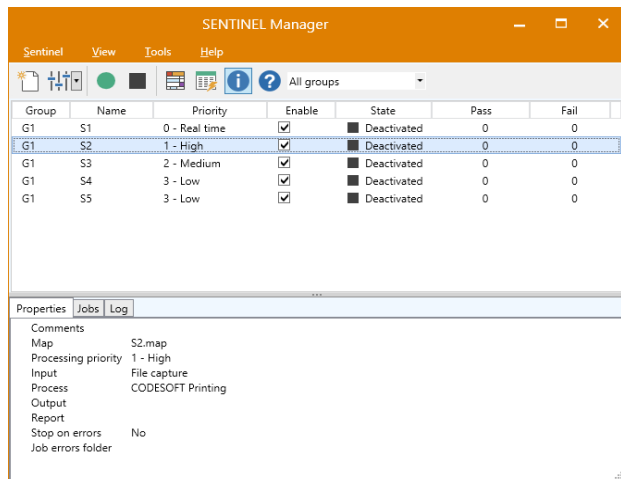 SENTINEL Manager
Sentinel View Tools Help
All groups
Group Name Priority Enable State Pass Fail
G1 S1 0 - Real time Deactivated 0 0
G1 S2 1 - High Deactivated 0 0
G1 S3 2 - Medium Deactivated 0 0
G1 S4 3 - Low Deactivated 0 0
G1 S5 3 - Low Deactivated 0 0
Properties Jobs Log
Comments
Map S2.map
Processing priority 1 - High
Input File capture
Process CODESOFT Printing
Output
Report
Stop on errors No
Job errors folder